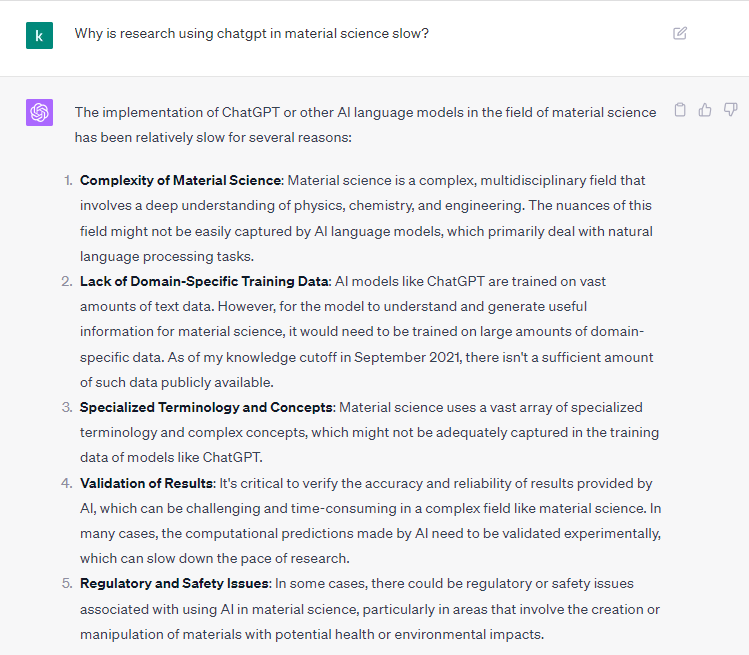 k
Why is research using chatgpt in material science slow?
The implementation of ChatGPT or other AI language models in the field of material science
has been relatively slow for several reasons:
1. Complexity of Material Science: Material science is a complex, multidisciplinary field that
involves a deep understanding of physics, chemistry, and engineering. The nuances of this
field might not be easily captured by AI language models, which primarily deal with natural
language processing tasks.
2. Lack of Domain-Specific Training Data: AI models like ChatGPT are trained on vast
amounts of text data. However, for the model to understand and generate useful
information for material science, it would need to be trained on large amounts of domain-
specific data. As of my knowledge cutoff in September 2021, there isn't a sufficient amount
of such data publicly available.
3. Specialized Terminology and Concepts: Material science uses a vast array of specialized
terminology and complex concepts, which might not be adequately captured in the training
data of models like ChatGPT.
4. Validation of Results: It's critical to verify the accuracy and reliability of results provided by
AI, which can be challenging and time-consuming in a complex field like material science. In
many cases, the computational predictions made by AI need to be validated experimentally,
which can slow down the pace of research.
5. Regulatory and Safety Issues: In some cases, there could be regulatory or safety issues
associated with using AI in material science, particularly in areas that involve the creation or
manipulation of materials with potential health or environmental impacts.